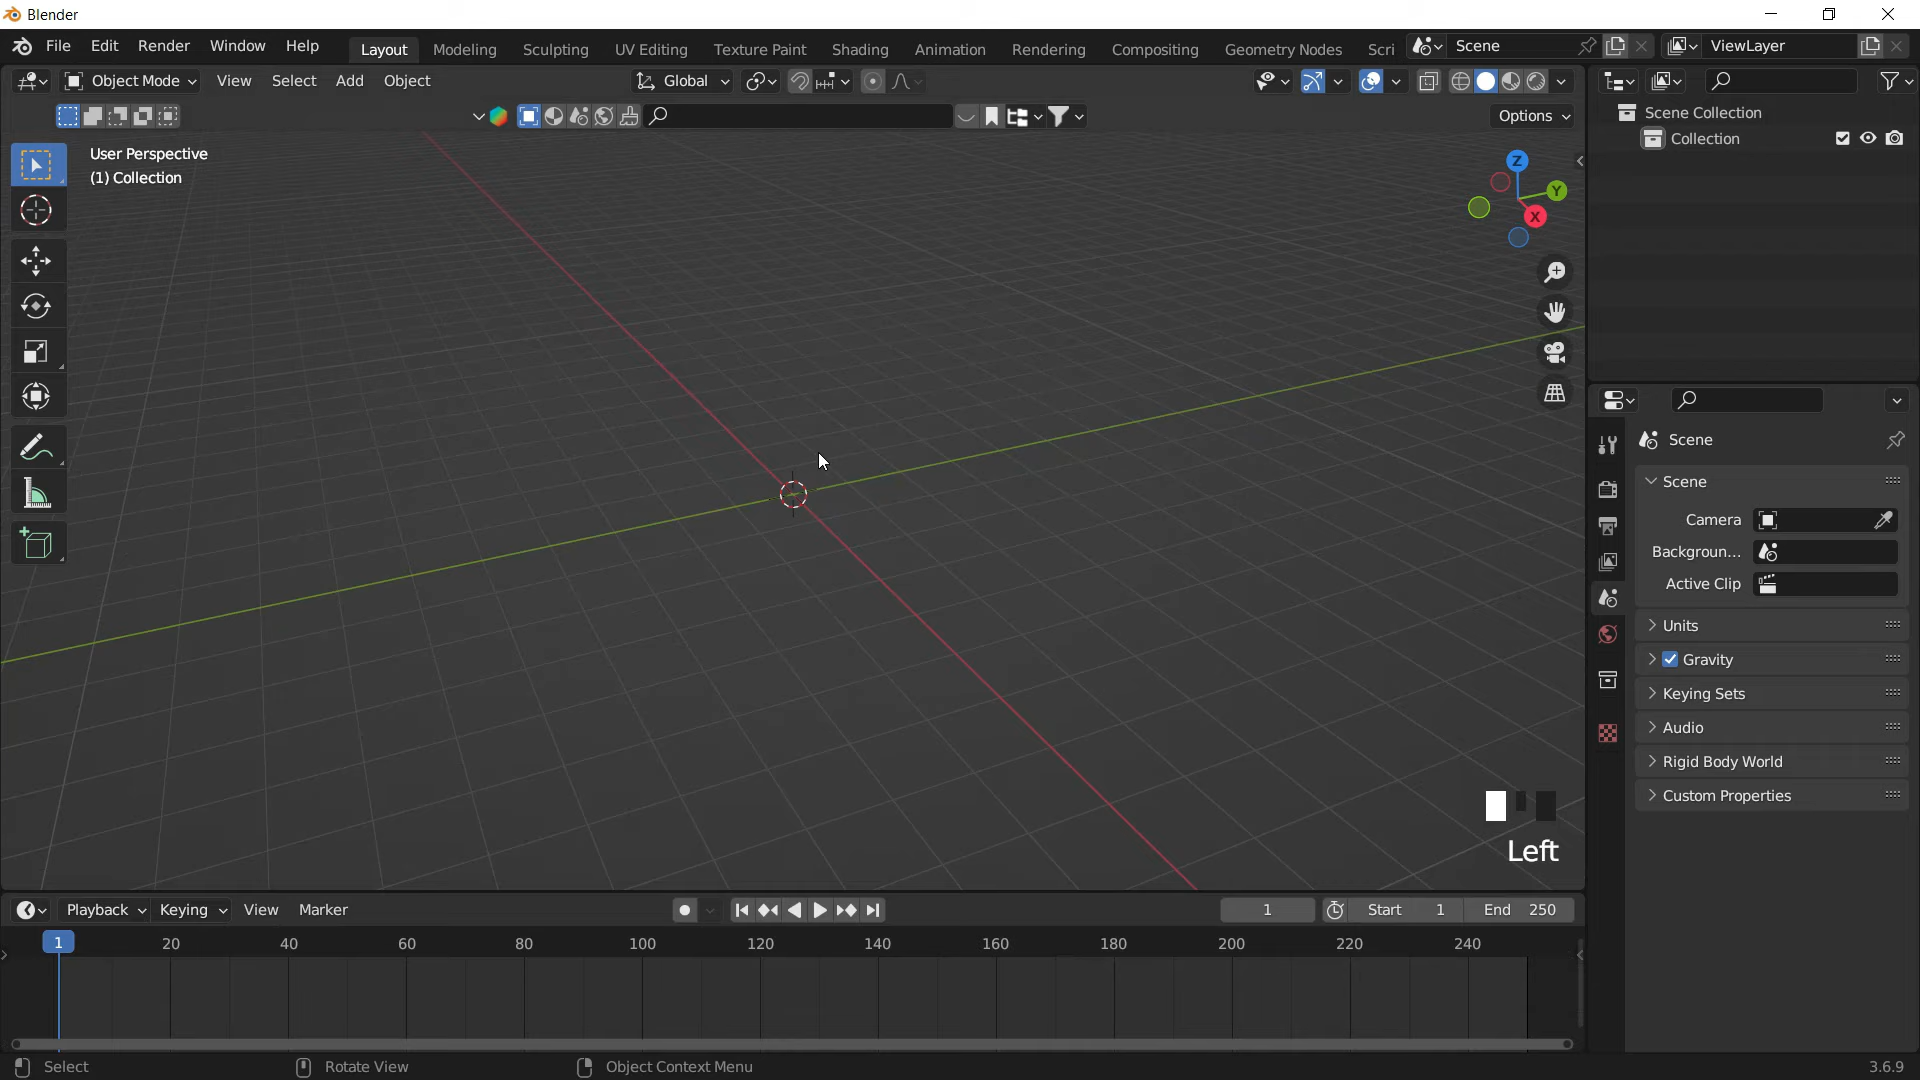 Blender
File Edit Render Window Help Layout Modeling Sculpting UV Editing Texture Paint Shading Animation Rendering Compositing Geometry Nodes Scri Scene ViewLayer
Object Mode View Select Add Object Global
Options
User Perspective
(1) Collection
Z
Y
X
Left
Scene Collection
Collection
Scene
Scene
Camera
Backgroun...
Active Clip
Units
Gravity
Keying Sets
Audio
Rigid Body World
Custom Properties
Playback Keying View Marker 1 Start 1 End 250
1 20 40 60 80 100 120 140 160 180 200 220 240
Select Rotate View Object Context Menu 3.6.9